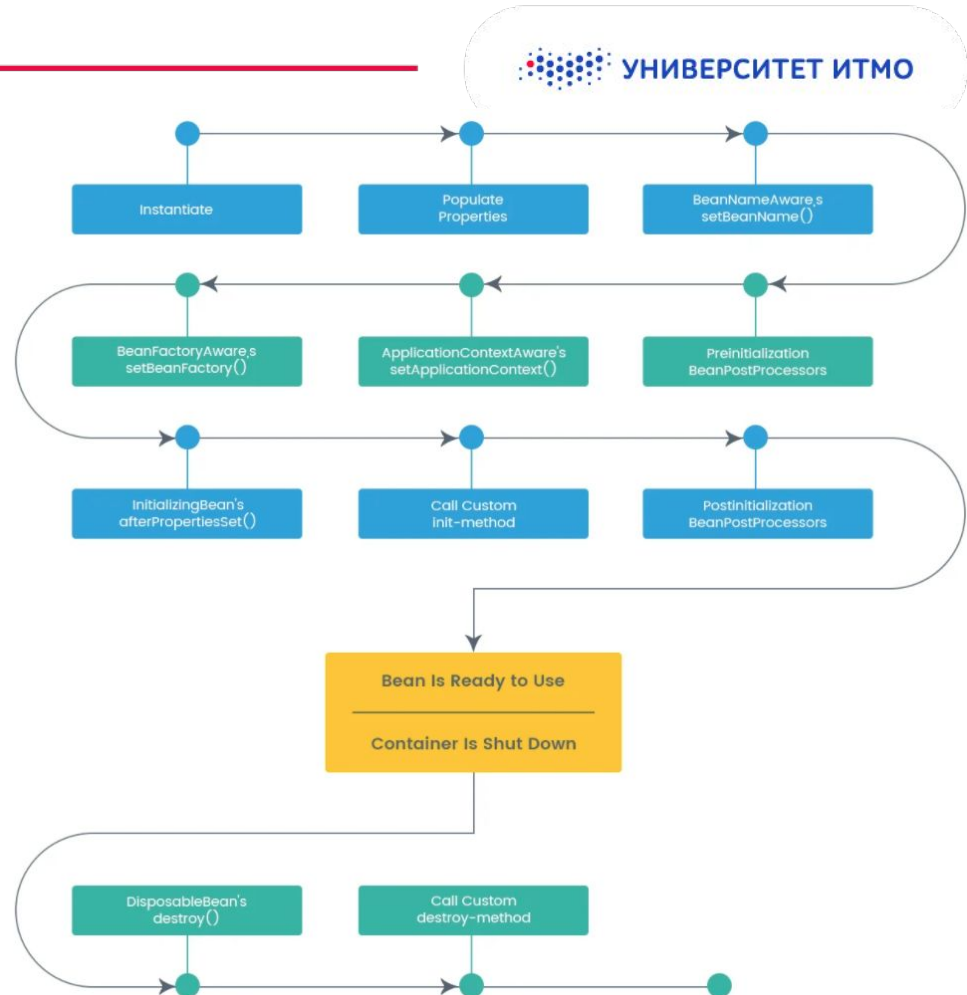 УНИВЕРСИТЕТ ИТМО
Instantiate
Populate
Properties
BeanNameAware,s
setBeanName()
BeanFactoryAware,s
setBeanFactory()
ApplicationContextAware's
setApplicationContext()
Preinitialization
BeanPostProcessors
InitializingBean's
afterPropertiesSet()
Call Custom
init-method
Postinitialization
BeanPostProcessors
Bean Is Ready to Use
Container Is Shut Down
DisposableBean's
destroy()
Call Custom
destroy-method